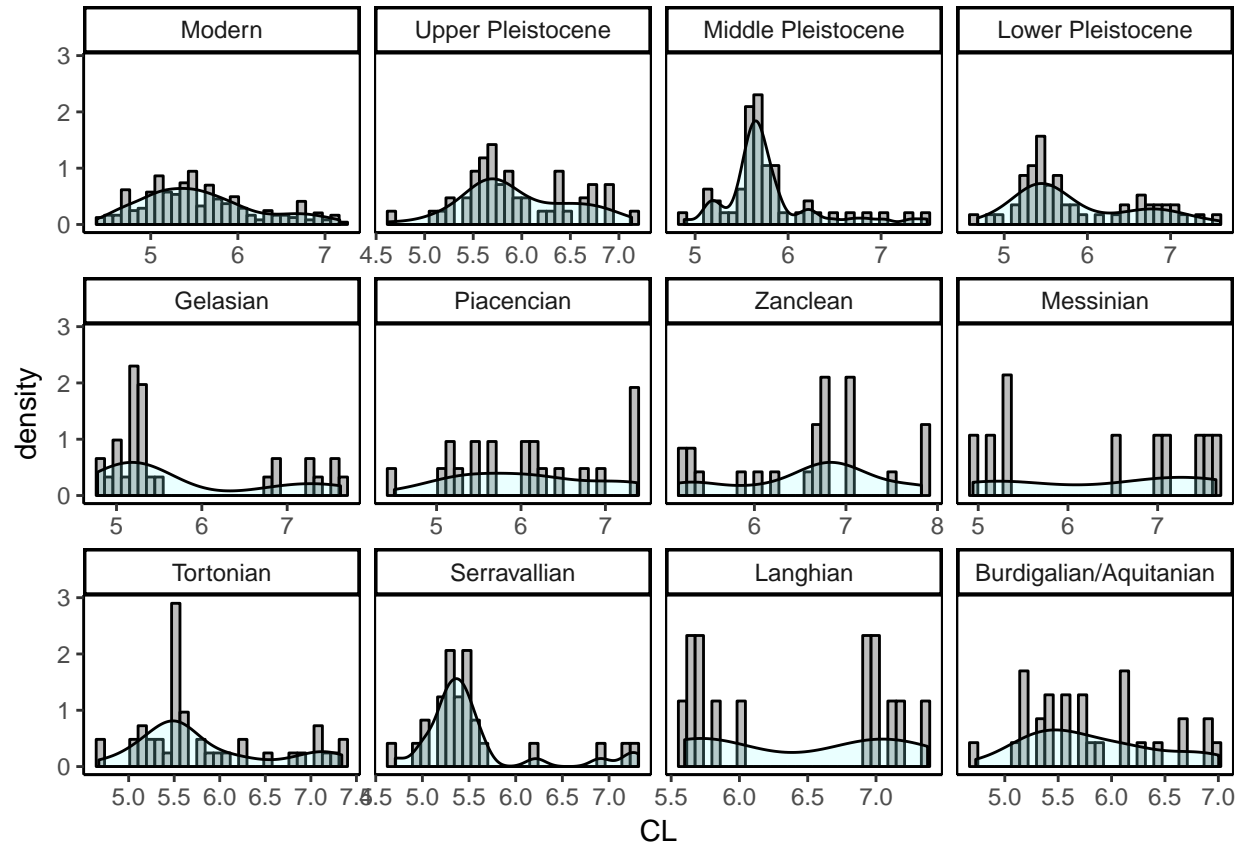 Modern Upper Pleistocene Middle Pleistocene Lower Pleistocene
3
2
1
0
5 6 7 4.5 5.0 5.5 6.0 6.5 7.0 5 6 7 5 6 7
Gelasian Piacencian Zanclean Messinian
3
2
1
0
5 6 7 5 6 7 6 7 8 5 6 7
density
Tortonian Serravallian Langhian Burdigalian/Aquitanian
3
2
1
0
5.0 5.5 6.0 6.5 7.0 7.5 4.5 5.0 5.5 6.0 6.5 7.0 5.5 6.0 6.5 7.0 5.0 5.5 6.0 6.5 7.0
CL